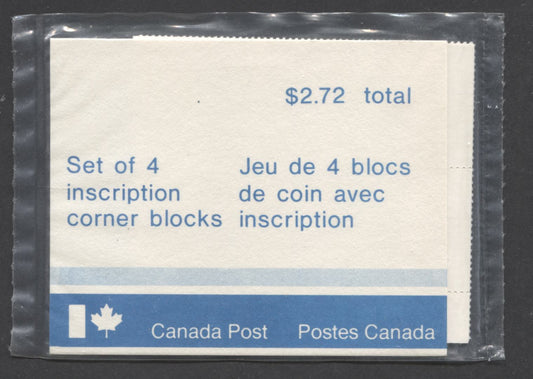 $2.72 total
Set of 4
inscription
corner blocks
Jeu de 4 blocs
de coin avec
inscription
Canada Post
Postes Canada